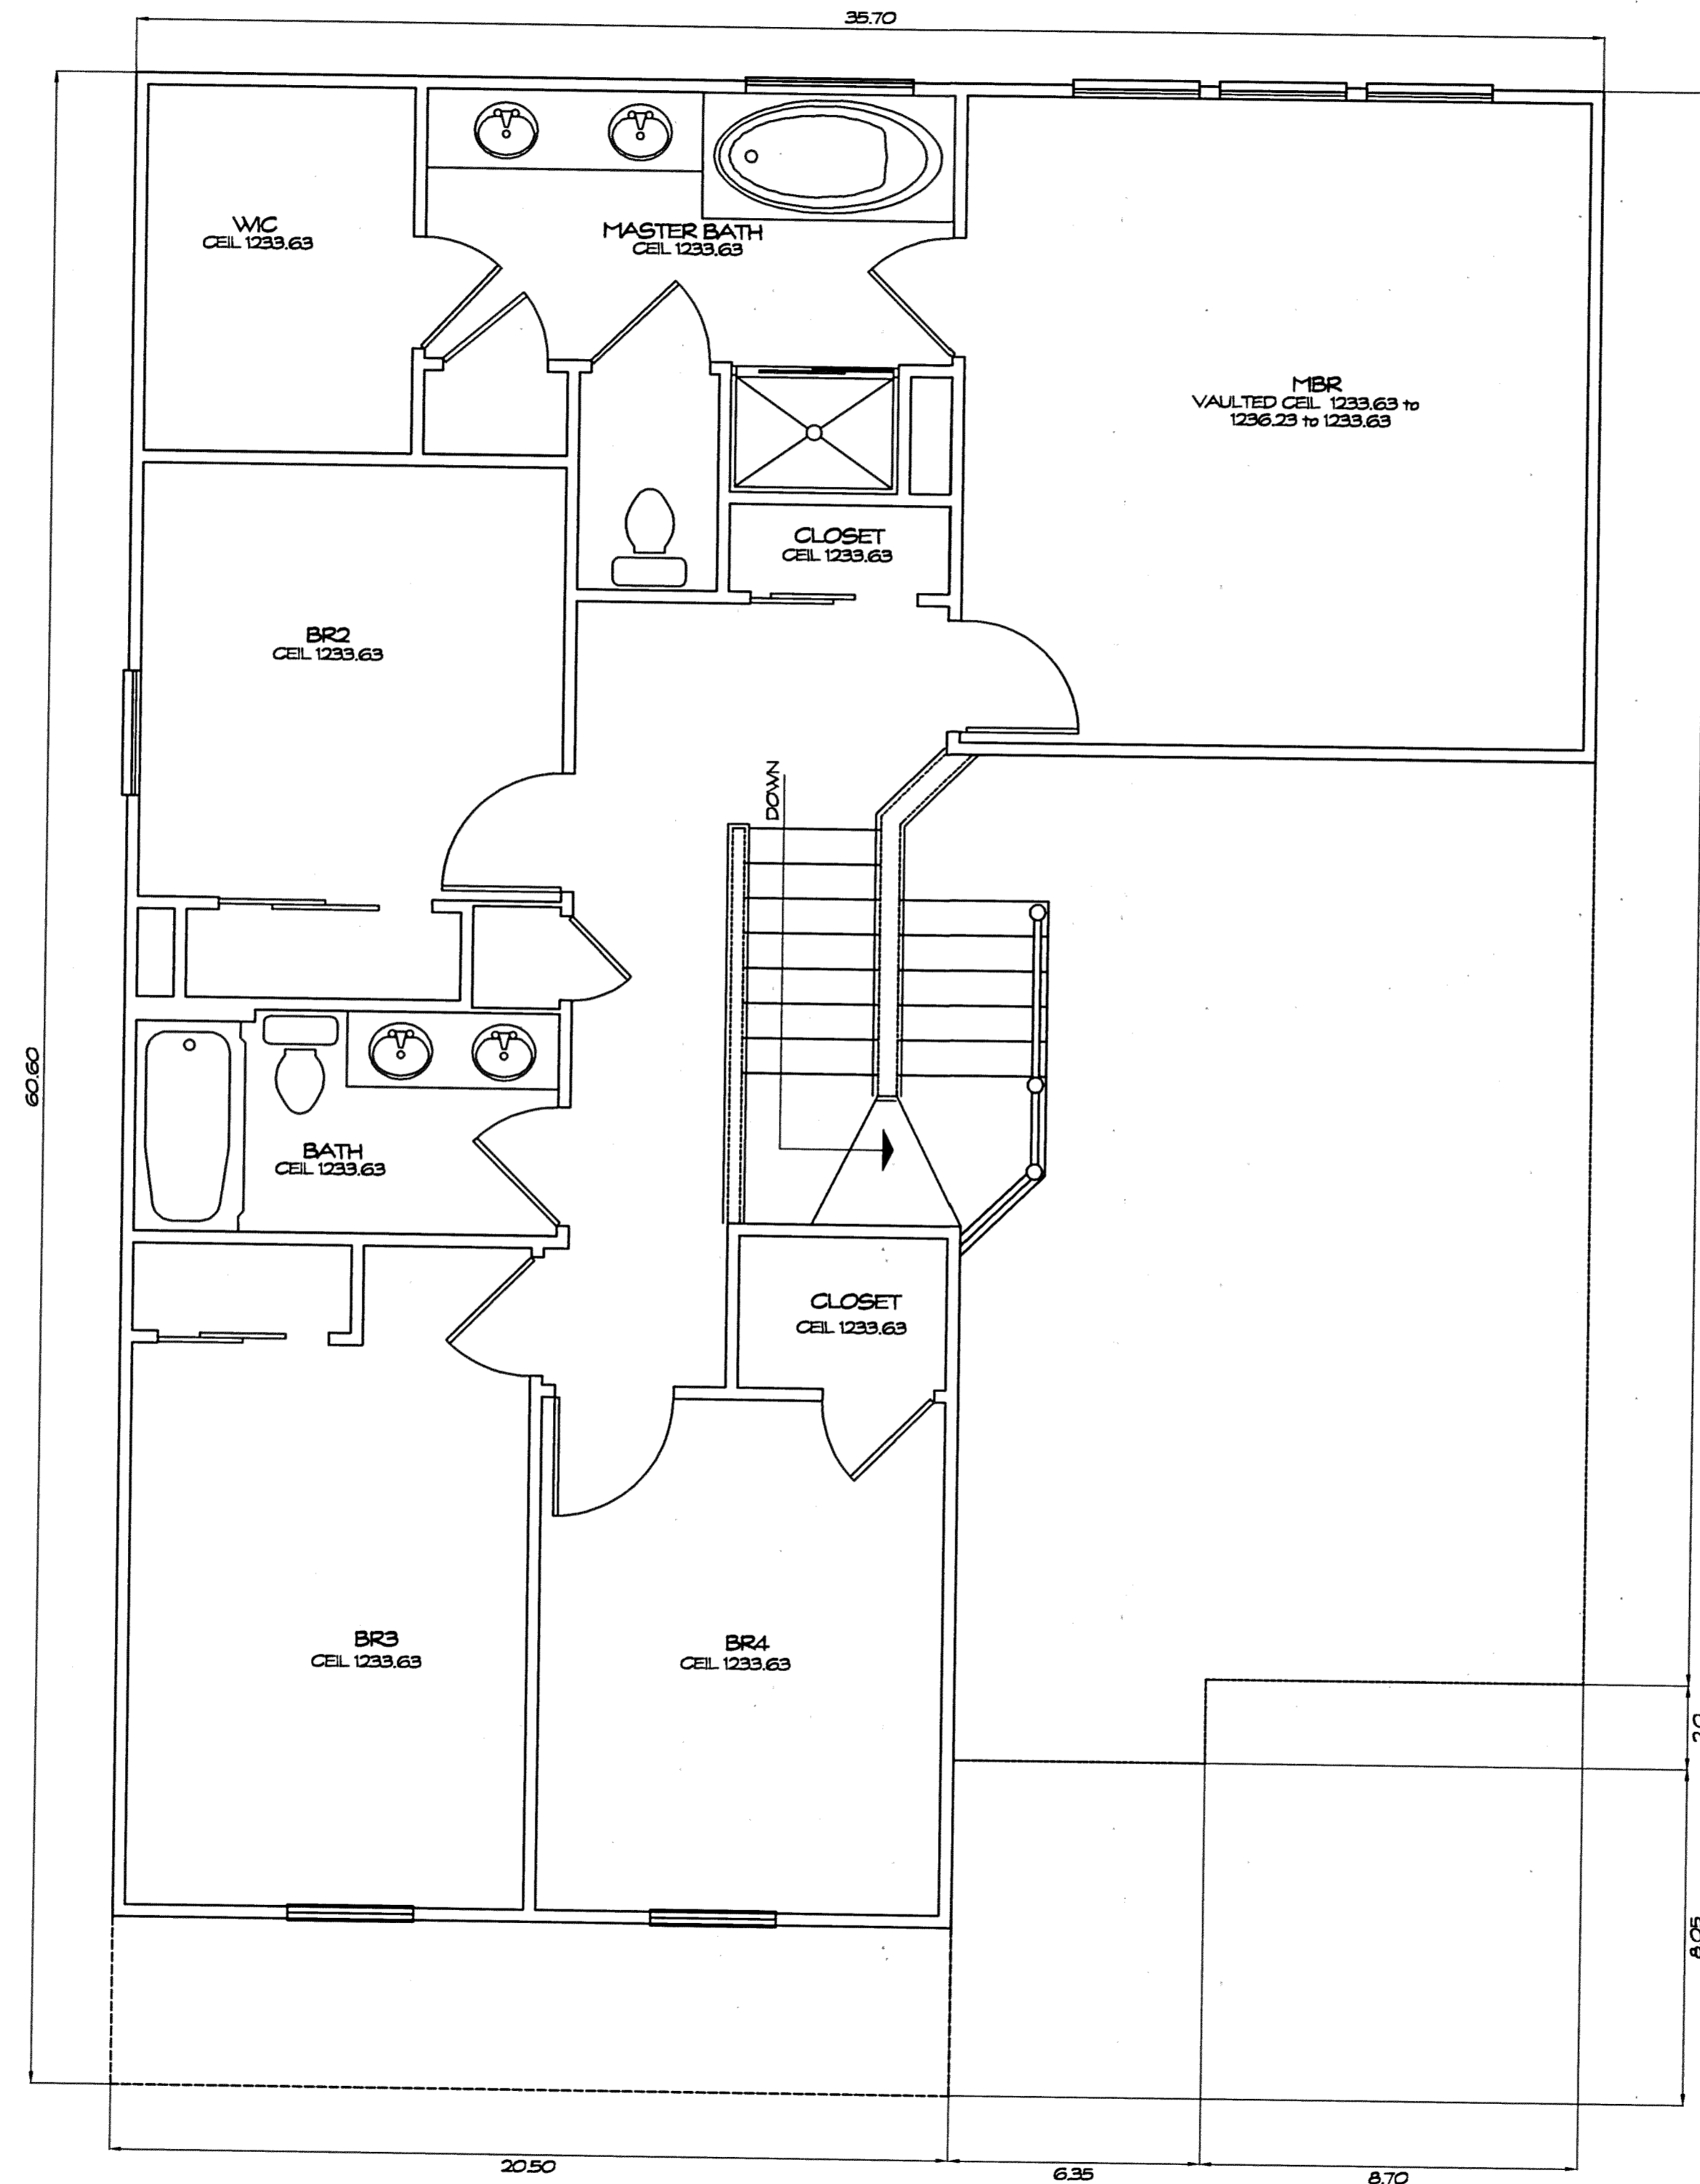 35.70
WIC
CEIL 1233.63
MASTER BATH
CEIL 1233.63
MBR
VAULTED CEIL 1233.63 to
1236.23 to 1233.63
CLOSET
CEIL 1233.63
BR2
CEIL 1233.63
DOWN
60.60
BATH
CEIL 1233.63
CLOSET
CEIL 1233.63
BR3
CEIL 1233.63
BR4
CEIL 1233.63
8.05
20.50
6.35
8.70